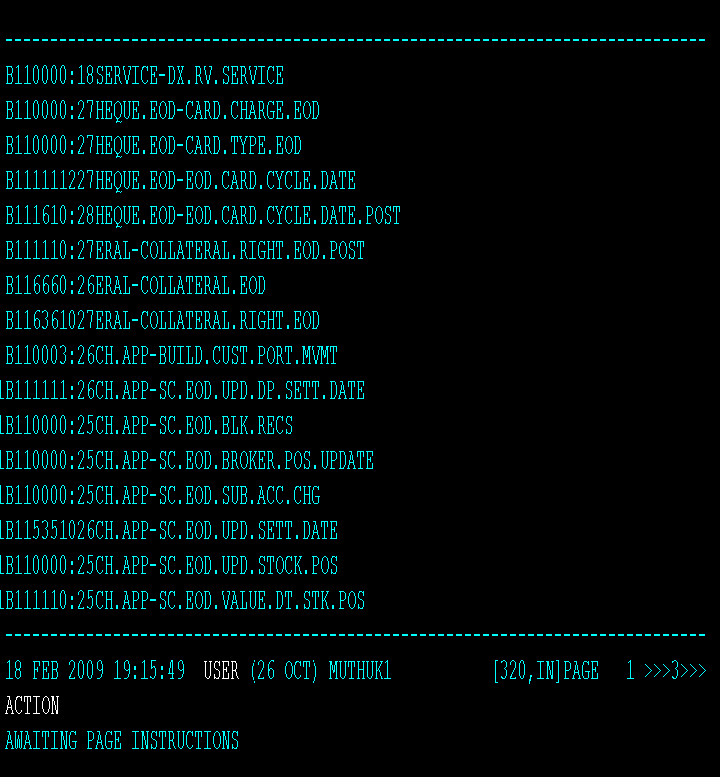 B110000:18SERVICE-DX.RV.SERVICE
B110000:27HEQUE.EOD-CARD.CHARGE.EOD
B110000:27HEQUE.EOD-CARD.TYPE.EOD
B111111227HEQUE.EOD-EOD.CARD.CYCLE.DATE
B111610:28HEQUE.EOD-EOD.CARD.CYCLE.DATE.POST
B111110:27ERAL-COLLATERAL.RIGHT.EOD.POST
B116660:26ERAL-COLLATERAL.EOD
B116361027ERAL-COLLATERAL.RIGHT.EOD
B110003:26CH.APP-BUILD.CUST.PORT.MVMT
B111111:26CH.APP-SC.EOD.UPD.DP.SETT.DATE
B110000:25CH.APP-SC.EOD.BLK.RECS
B110000:25CH.APP-SC.EOD.BROKER.POS.UPDATE
B110000:25CH.APP-SC.EOD.SUB.ACC.CHG
B115351026CH.APP-SC.EOD.UPD.SETT.DATE
B110000:25CH.APP-SC.EOD.UPD.STOCK.POS
B111110:25CH.APP-SC.EOD.VALUE.DT.STK.POS
18 FEB 2009 19:15:49 USER (26 OCT) MUTHUK1 [320,IN]PAGE 1 >>>3>>>
ACTION
AWAITING PAGE INSTRUCTIONS